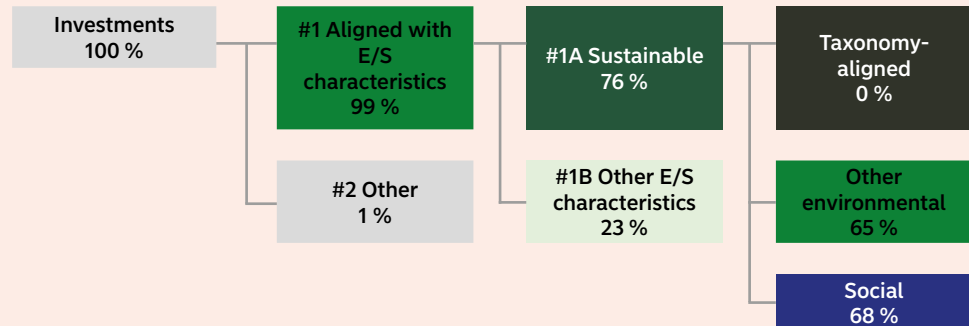 Investments
100 %
#1 Aligned with
E/S
characteristics
99 %
#2 Other
1 %
#1A Sustainable
76 %
#1B Other E/S
characteristics
23 %
Taxonomy-
aligned
0 %
Other
environmental
65 %
Social
68 %